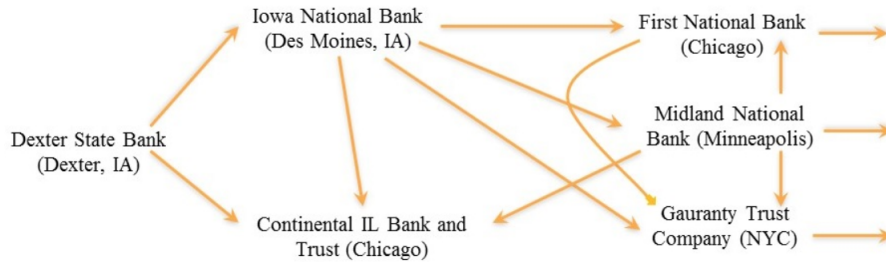 Iowa National Bank
(Des Moines, IA)
First National Bank
(Chicago)
Dexter State Bank
(Dexter, IA)
Midland National
Bank (Minneapolis)
Continental IL Bank and
Trust (Chicago)
Gauranty Trust
Company (NYC)